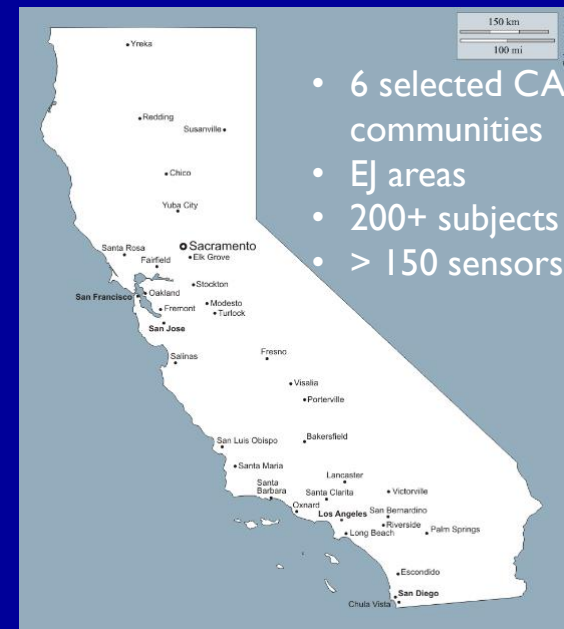 150 km
100 mi
• 6 selected CA
communities
• EJ areas
• 200+ subjects
• > 150 sensors
Yreka
Redding
Susanville
Chico
Yuba City
Sacramento
Santa Rosa
Fairfield
Elk Grove
Stockton
San Francisco
Oakland
Modesto
Fremont
Turlock
San Jose
Salinas
Fresno
Visalia
Porterville
San Luis Obispo
Bakersfield
Santa Maria
Lancaster
Santa
Barbara
Santa Clarita
Victorville
Oxnard
Los Angeles
San Bernardino
Riverside
Long Beach
Palm Springs
Escondido
San Diego
Chula Vista